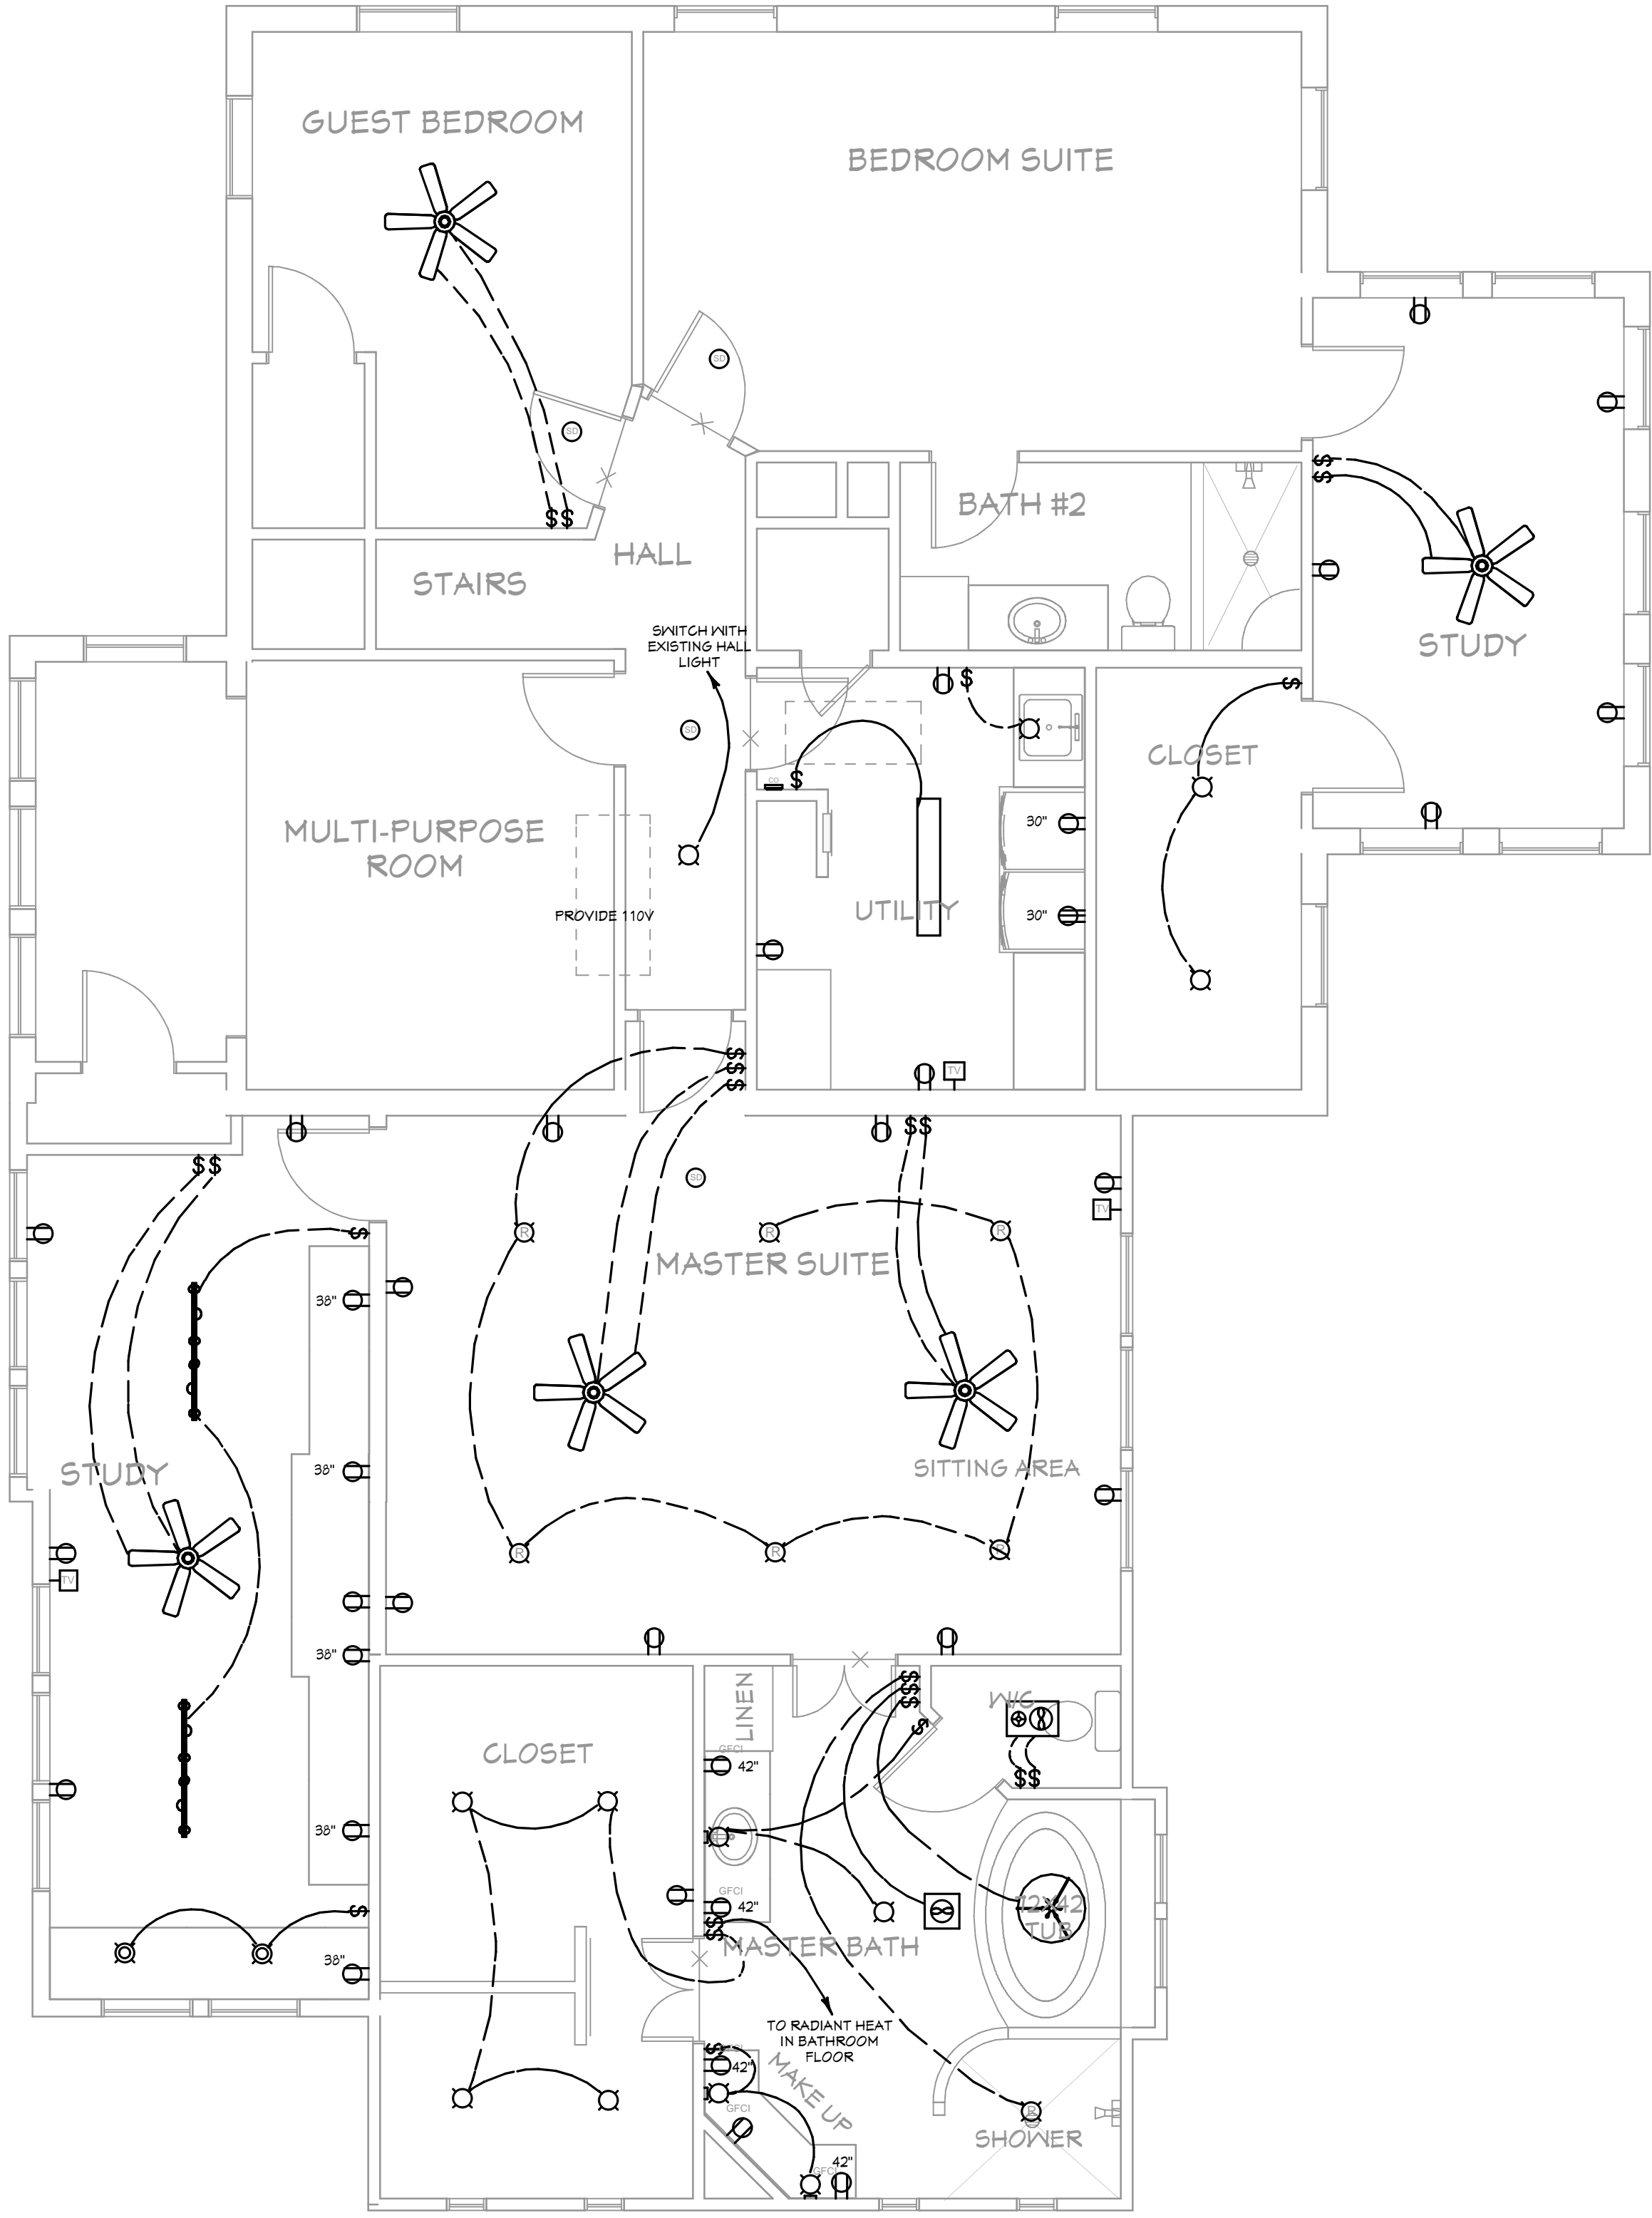 GUEST BEDROOM
BEDROOM SUITE
SD
SD
$$
$
$
BATH #2
HALL
STAIRS
STUDY
SWITCH WITH
EXISTING HALL
LIGHT
$
$
SD
CLOSET
CO
$
MULTI-PURPOSE
ROOM
30"
UTILITY
PROVIDE 110V
30"
$
$
$
TV
$$
$$
SD
TV
$
R
R
R
MASTER SUITE
38"
SITTING AREA
STUDY
38"
R
R
R
TV
38"
LINEN
$
$
$
W/C
$
CLOSET
GFCI
42"
$$
38"
GFCI
42"
72X42
TUB
$
$
$
MASTER BATH
38"
TO RADIANT HEAT
IN BATHROOM
FLOOR
$
GFCI
42"
MAKE UP
GFCI
R
SHOWER
42"
GFCI